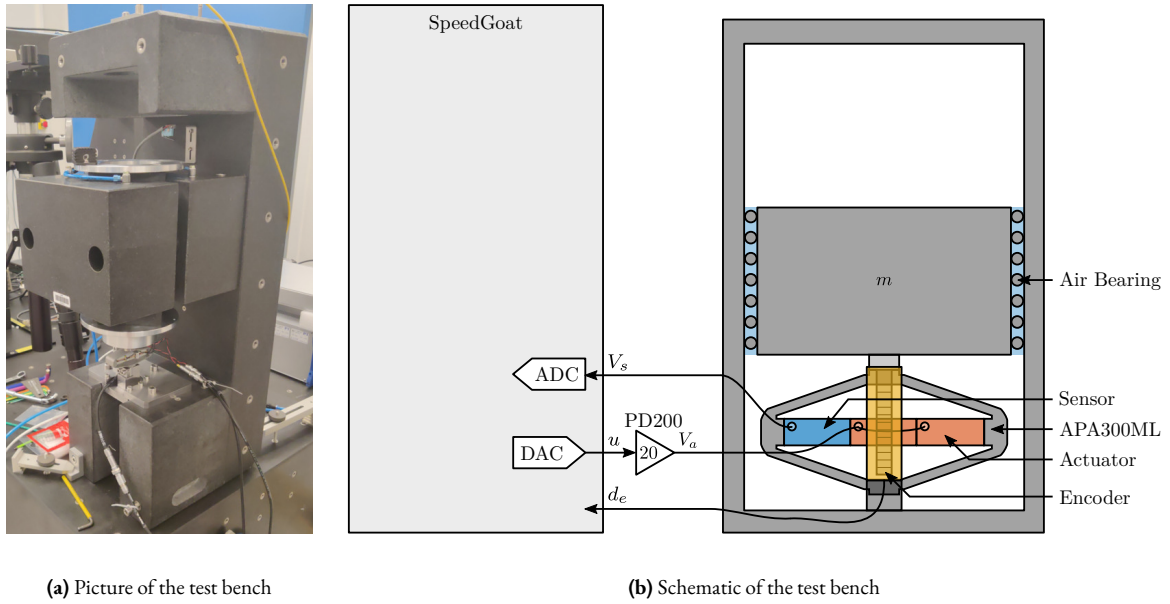 SpeedGoat
m
Air Bearing
ADC
V_s
Sensor
PD200
APA300ML
DAC
u
20
V_a
Actuator
d_e
Encoder
(a) Picture of the test bench
(b) Schematic of the test bench